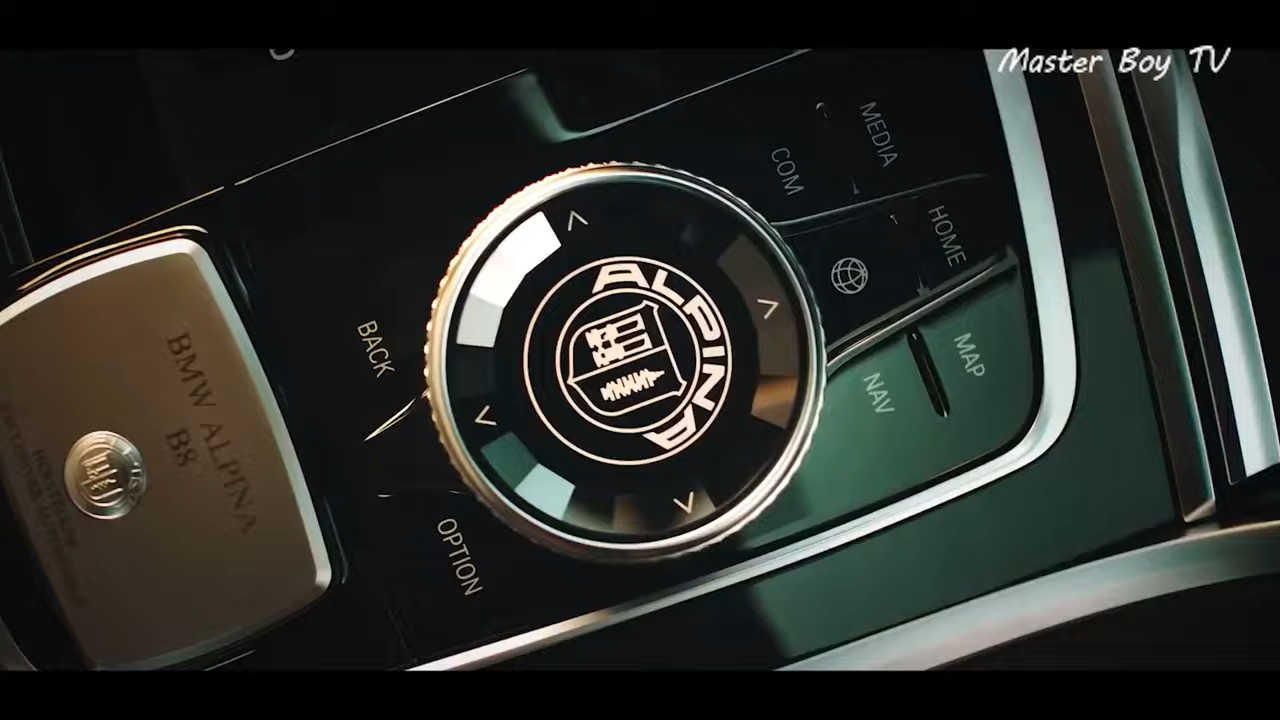 Master Boy TV
MEDIA
COM
HOME
ALPINA
MAP
NAV
BACK
OPTION
BMW ALPINA
B8